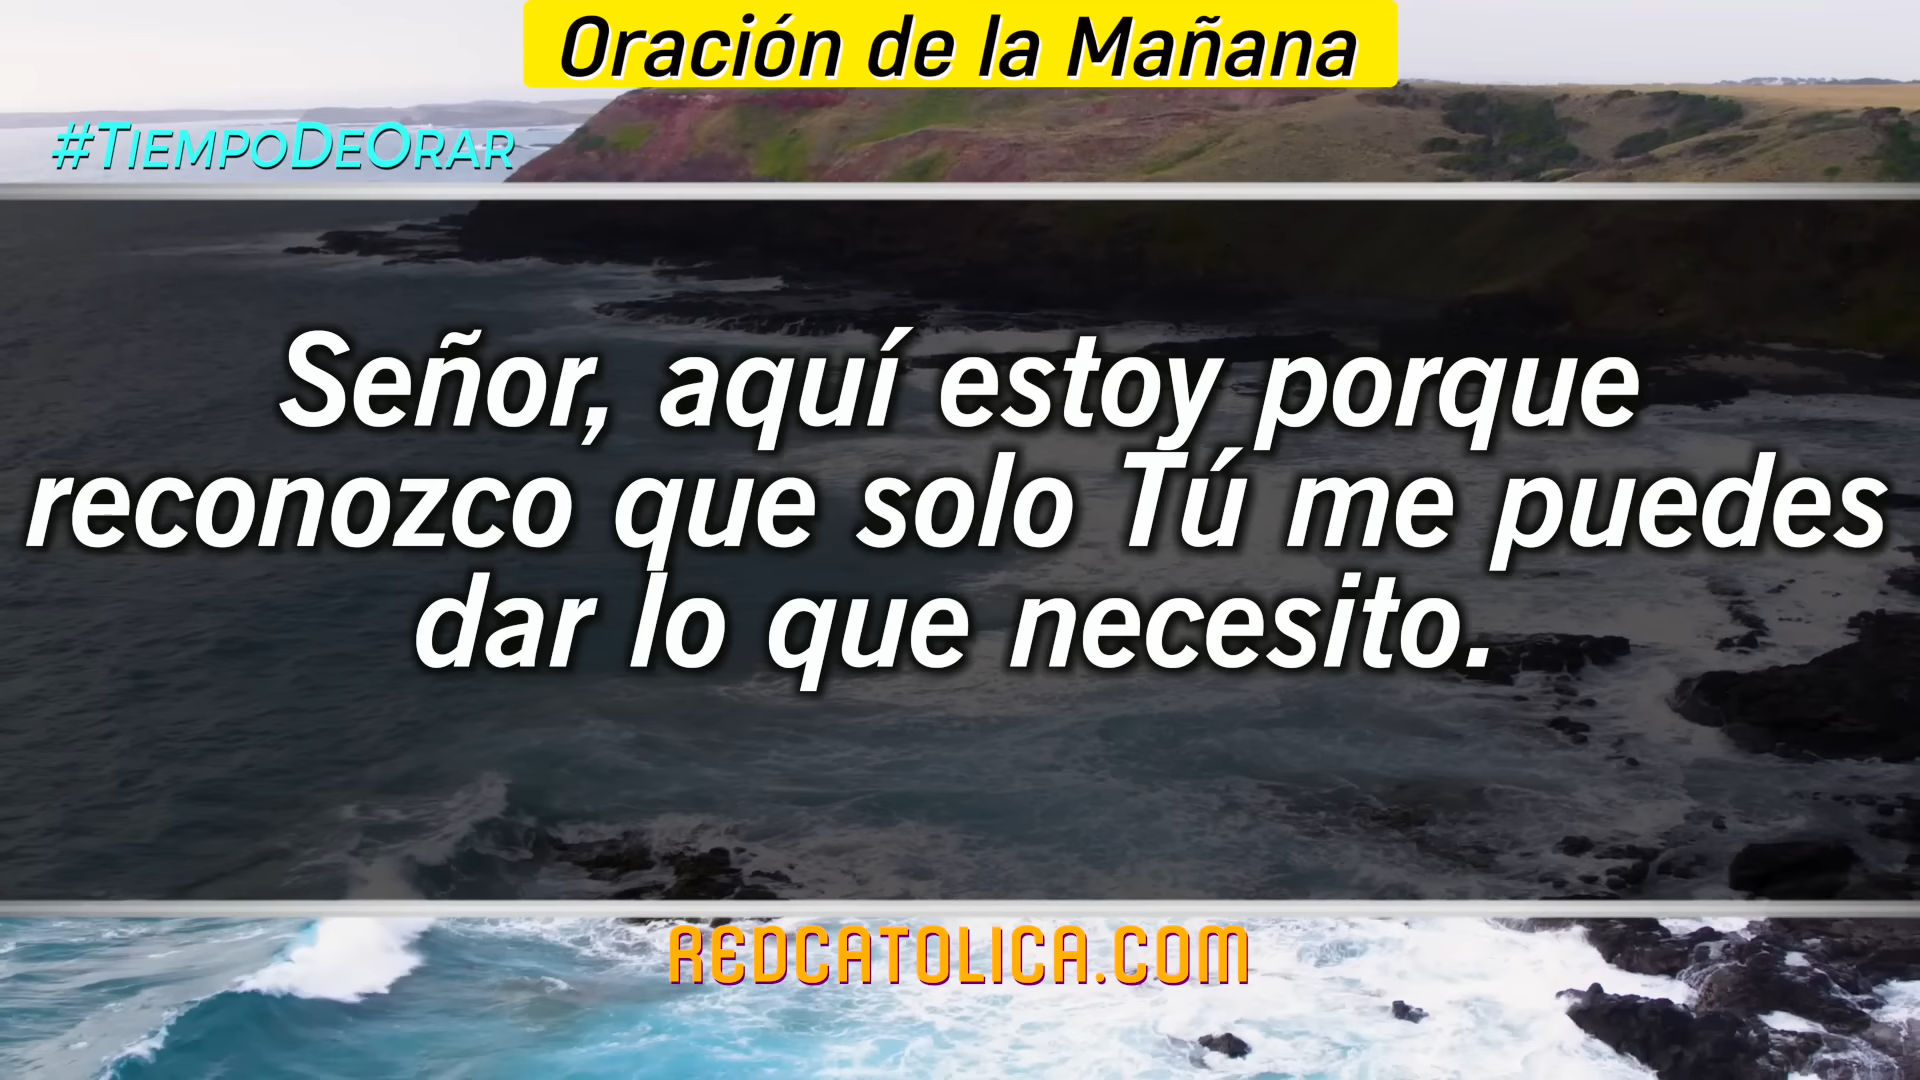 Oración de la Mañana
#TiempoDeOrar
Señor, aquí estoy porque
reconozco que solo Tú me puedes
dar lo que necesito.
REDCATOLICA.COM